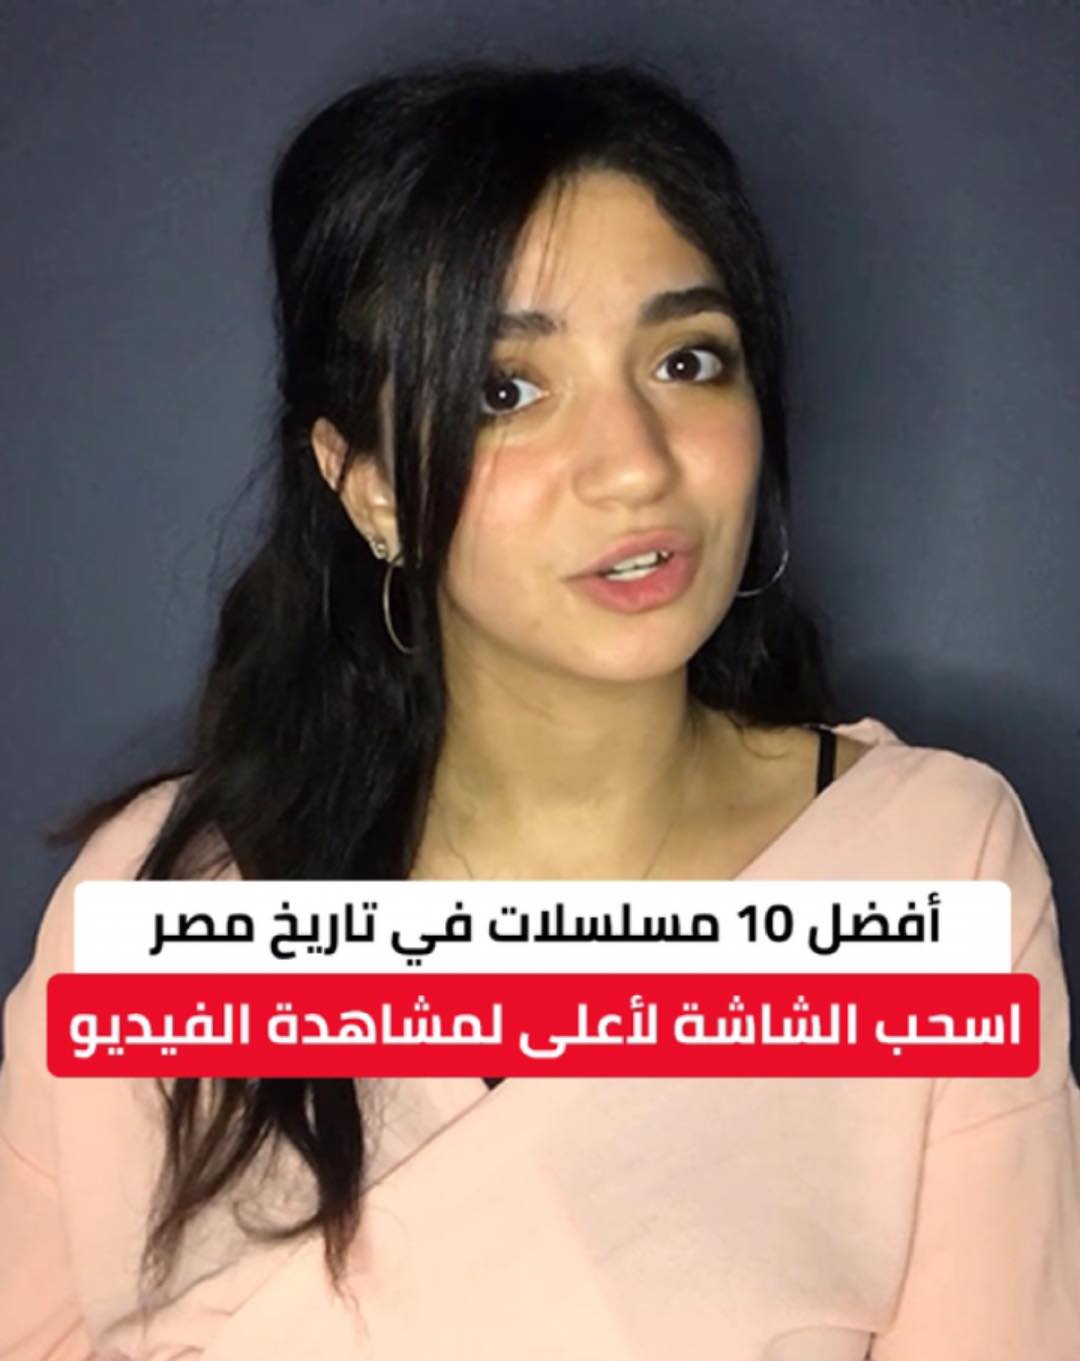 أفضل 10 مسلسلات في تاريخ مصر
اسحب الشاشة لأعلى لمشاهدة الفيديو